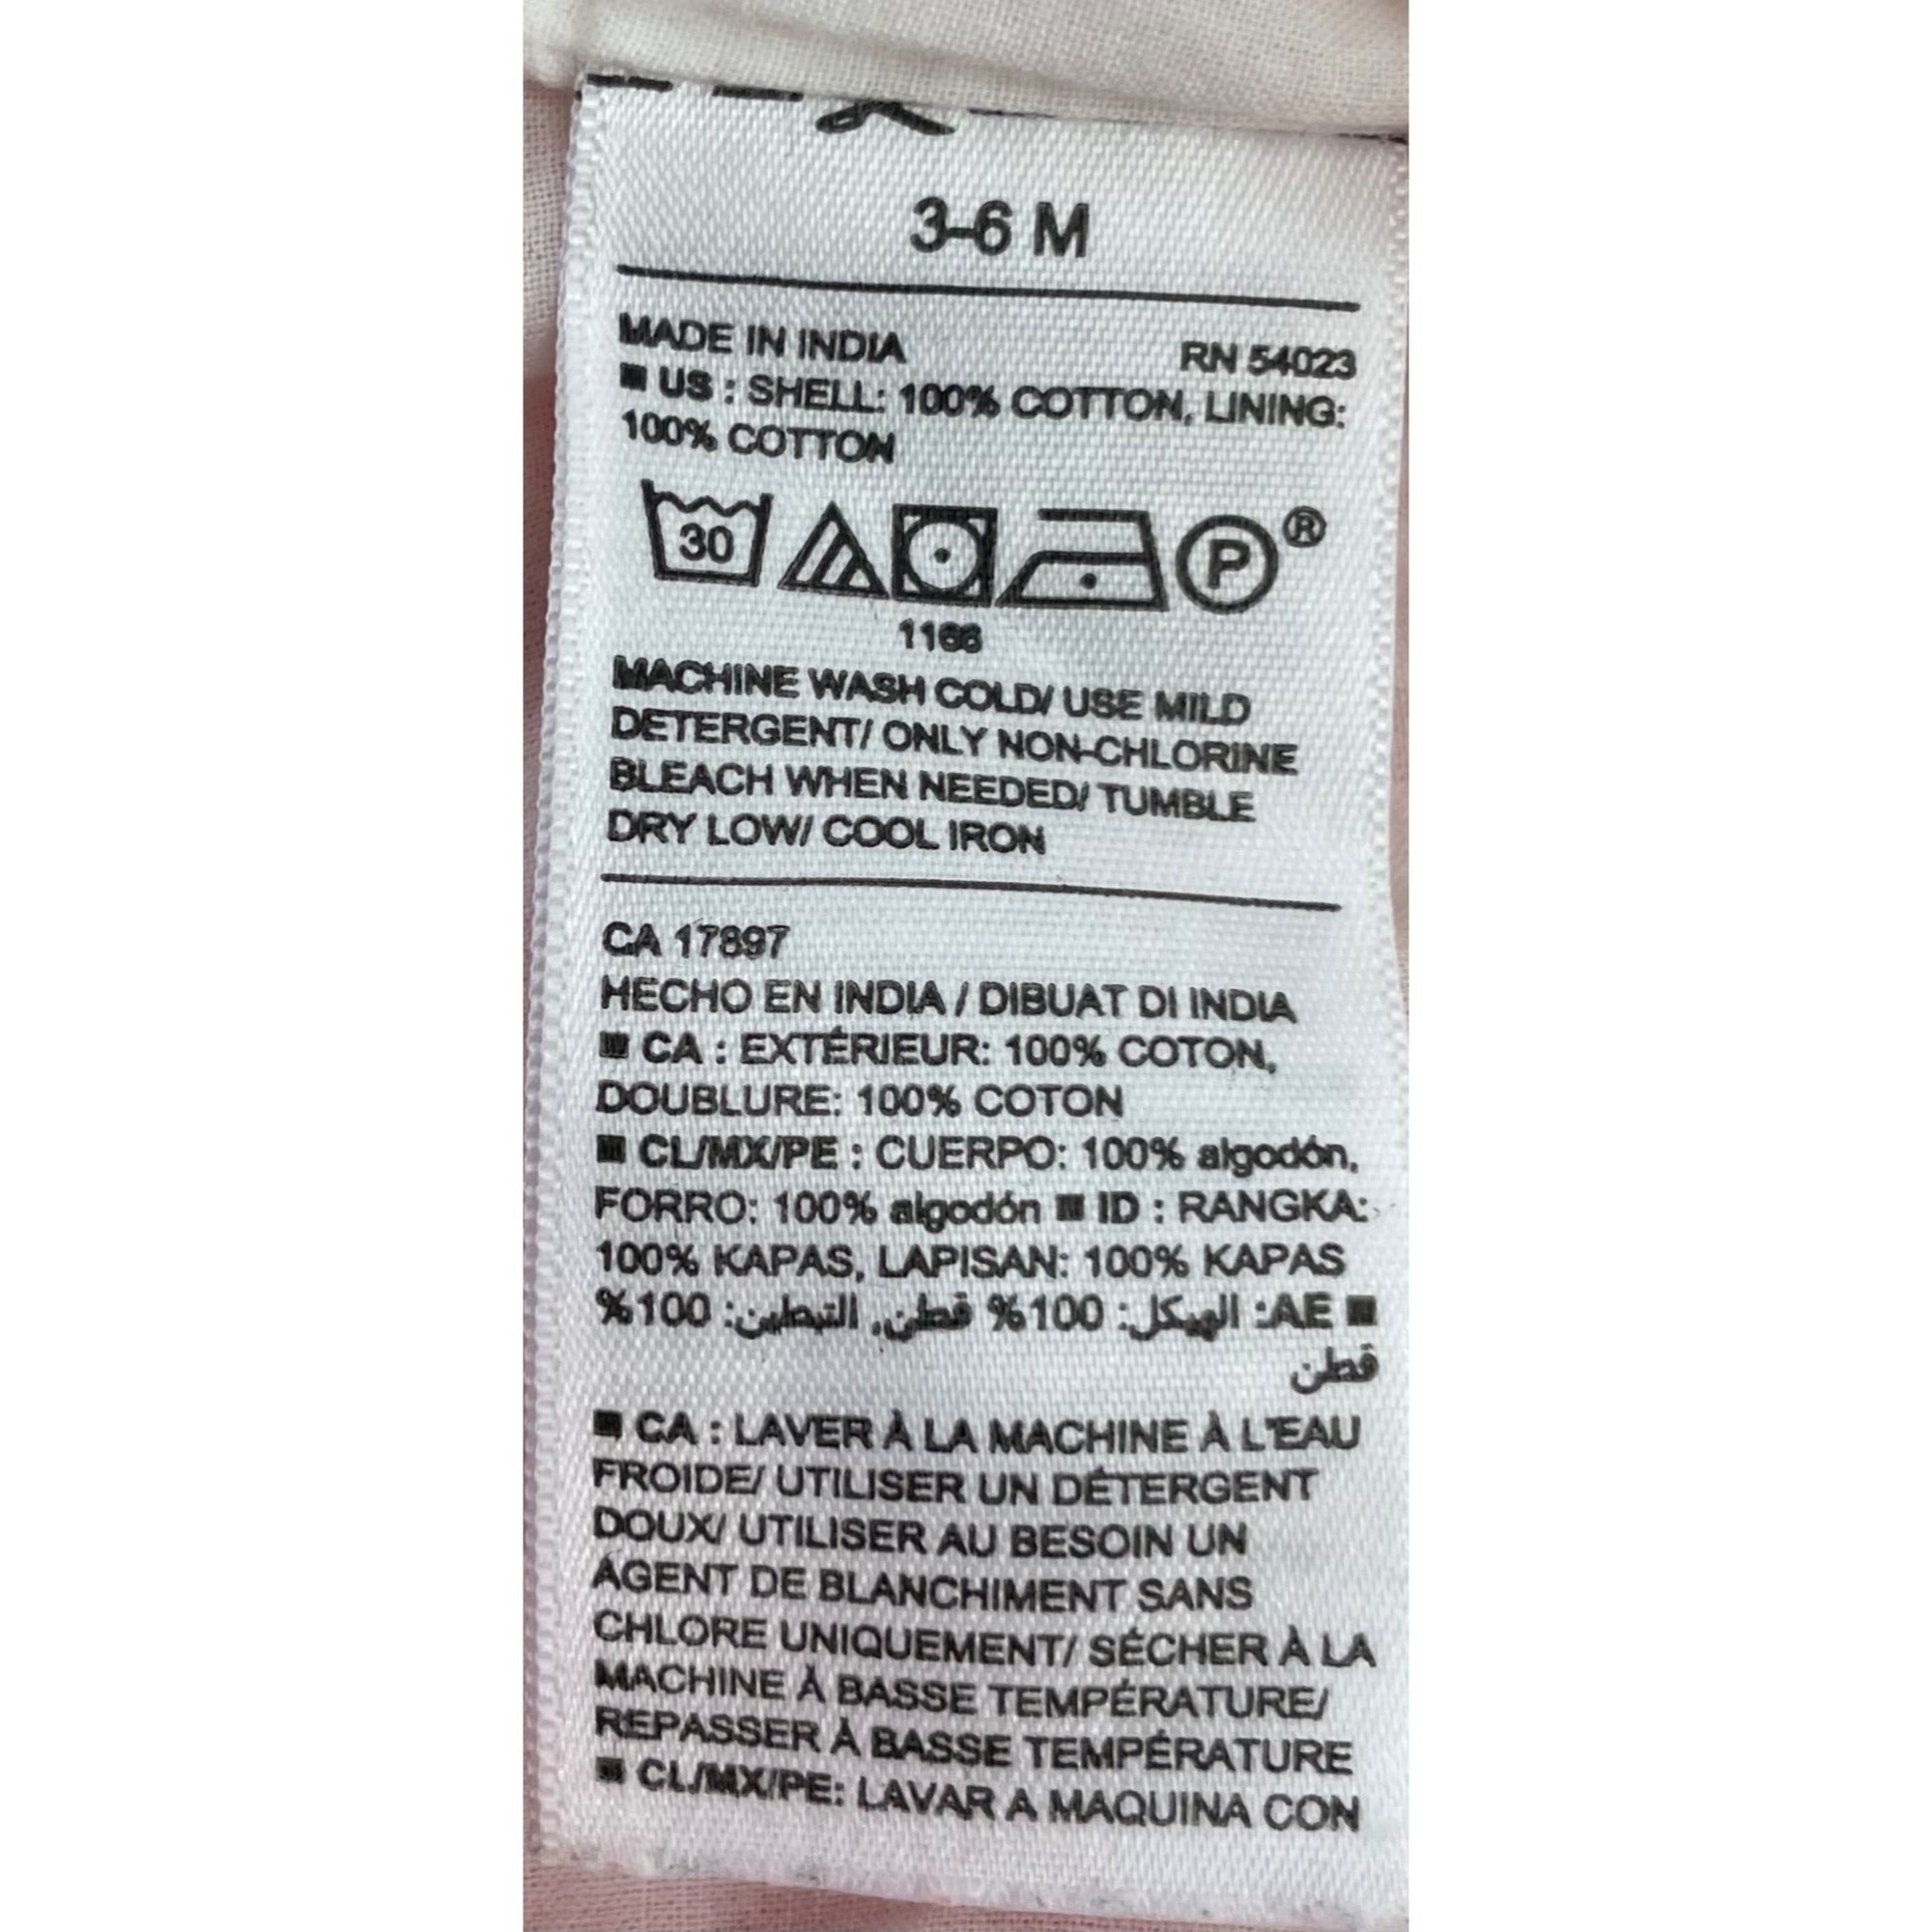 3-6 M
MADE IN INDIA RN 54023
■ US : SHELL: 100% COTTON, LINING:
100% COTTON
30 P ®
MACHINE WASH COLD/ USE MILD
DETERGENT/ ONLY NON-CHLORINE
BLEACH WHEN NEEDED/ TUMBLE
DRY LOW/ COOL IRON
CA 17897
HECHO EN INDIA / DIBUAT DI INDIA
■ CA : EXTÉRIEUR: 100% COTON,
DOUBLURE: 100% COTON
■ CL/MX/PE : CUERPO: 100% algodón,
FORRO: 100% algodón ■ ID : RANGKA:
100% KAPAS, LAPISAN: 100% KAPAS
■ AE: الهيكل: 100% قطن, التبطين: 100%
قطن
■ CA : LAVER À LA MACHINE À L'EAU
FROIDE/ UTILISER UN DÉTERGENT
DOUX/ UTILISER AU BESOIN UN
AGENT DE BLANCHIMENT SANS
CHLORE UNIQUEMENT/ SÉCHER À LA
MACHINE À BASSE TEMPÉRATURE/
REPASSER À BASSE TEMPÉRATURE
■ CL/MX/PE: LAVAR A MAQUINA CON